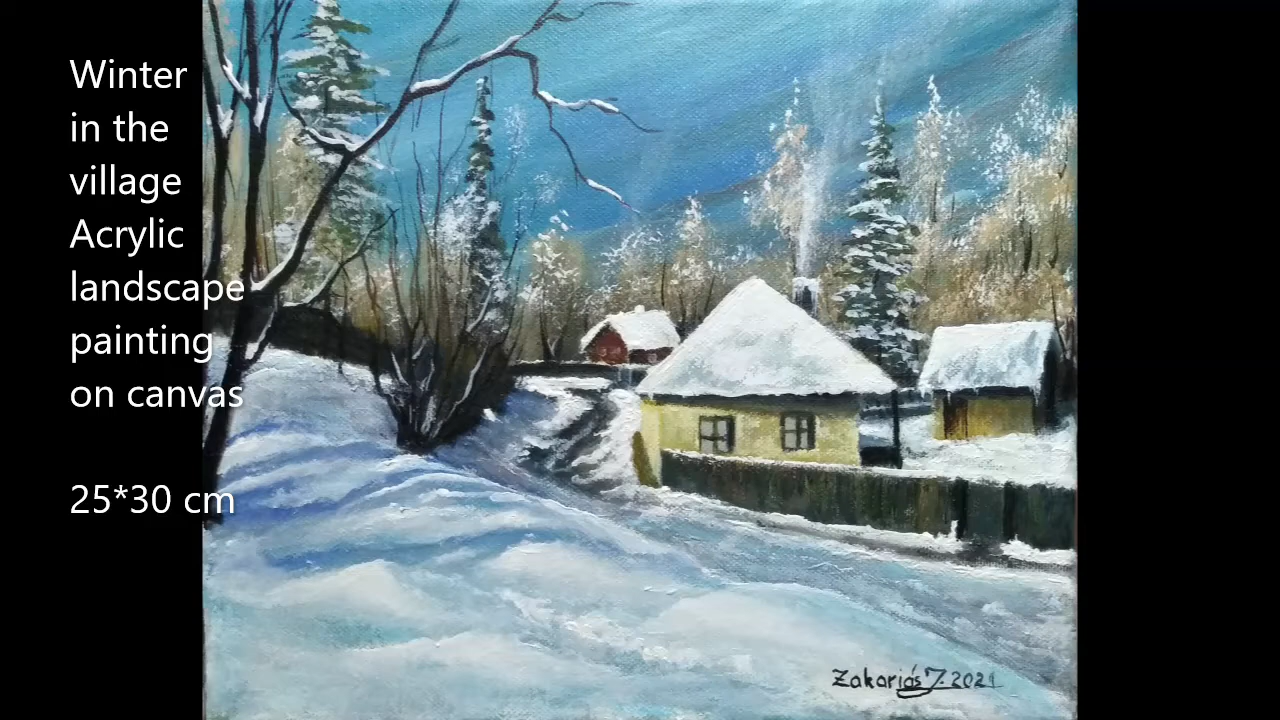 Winter
in the
village
Acrylic
landscape
painting
on canvas
25*30 cm
Zakariás J. 2021